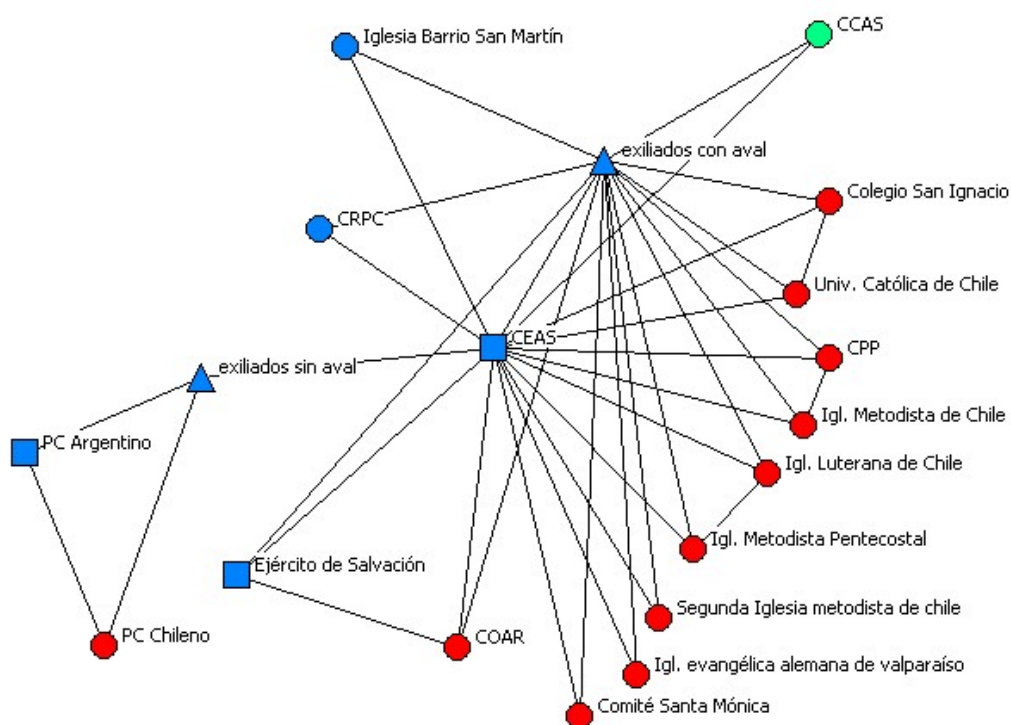 Iglesia Barrio San Martín
CCAS
exiliados con aval
Colegio San Ignacio
CRPC
Univ. Católica de Chile
CEAS
CPP
exiliados sin aval
Igl. Metodista de Chile
PC Argentino
Igl. Luterana de Chile
Igl. Metodista Pentecostal
Ejército de Salvación
Segunda Iglesia metodista de chile
PC Chileno
COAR
Igl. evangélica alemana de valparaíso
Comité Santa Mónica